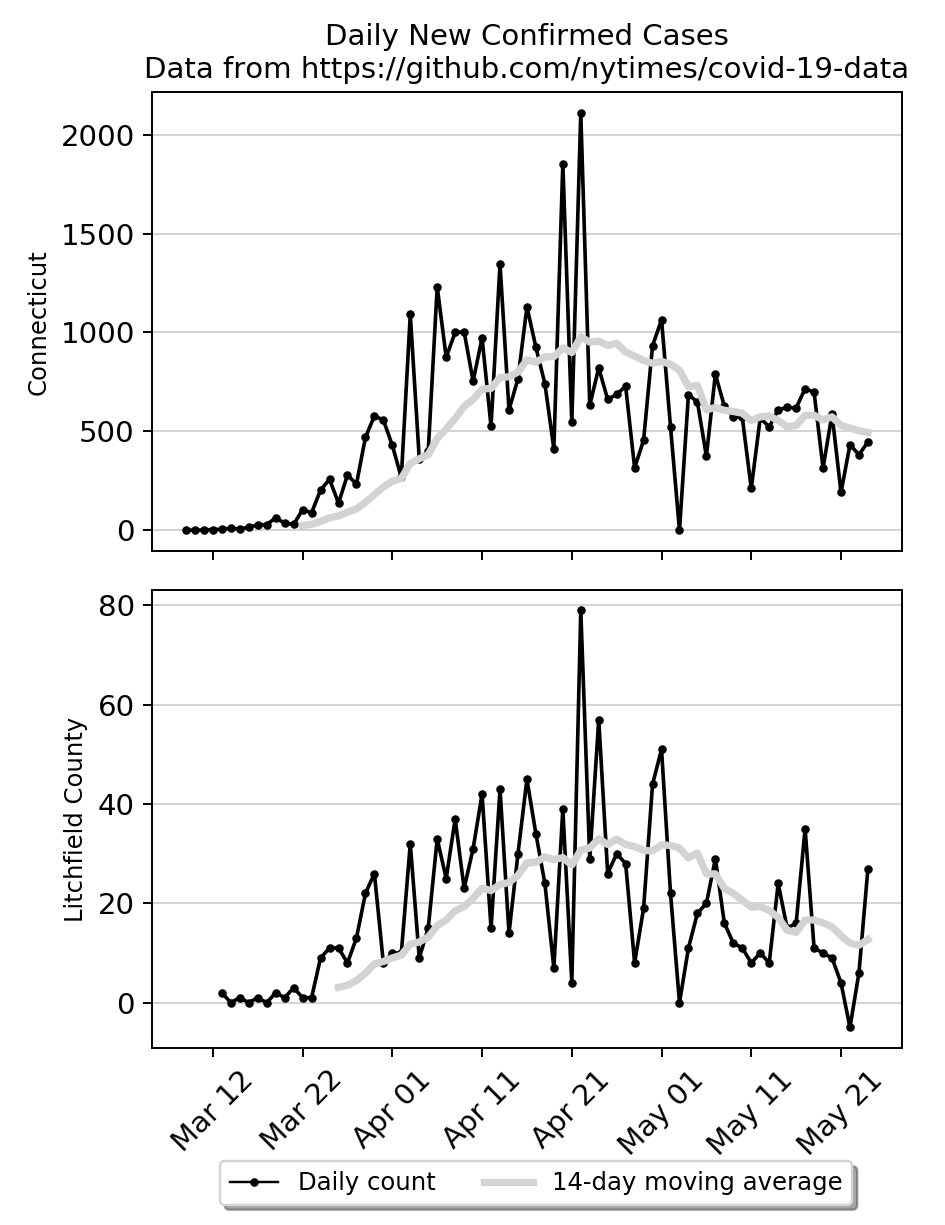 Daily New Confirmed Cases
Data from https://github.com/nytimes/covid-19-data
2000
1500
1000
500
0
Connecticut
80
60
40
20
0
Litchfield County
Mar 12 Mar 22 Apr 01 Apr 11 Apr 21 May 01 May 11 May 21
Daily count 14-day moving average